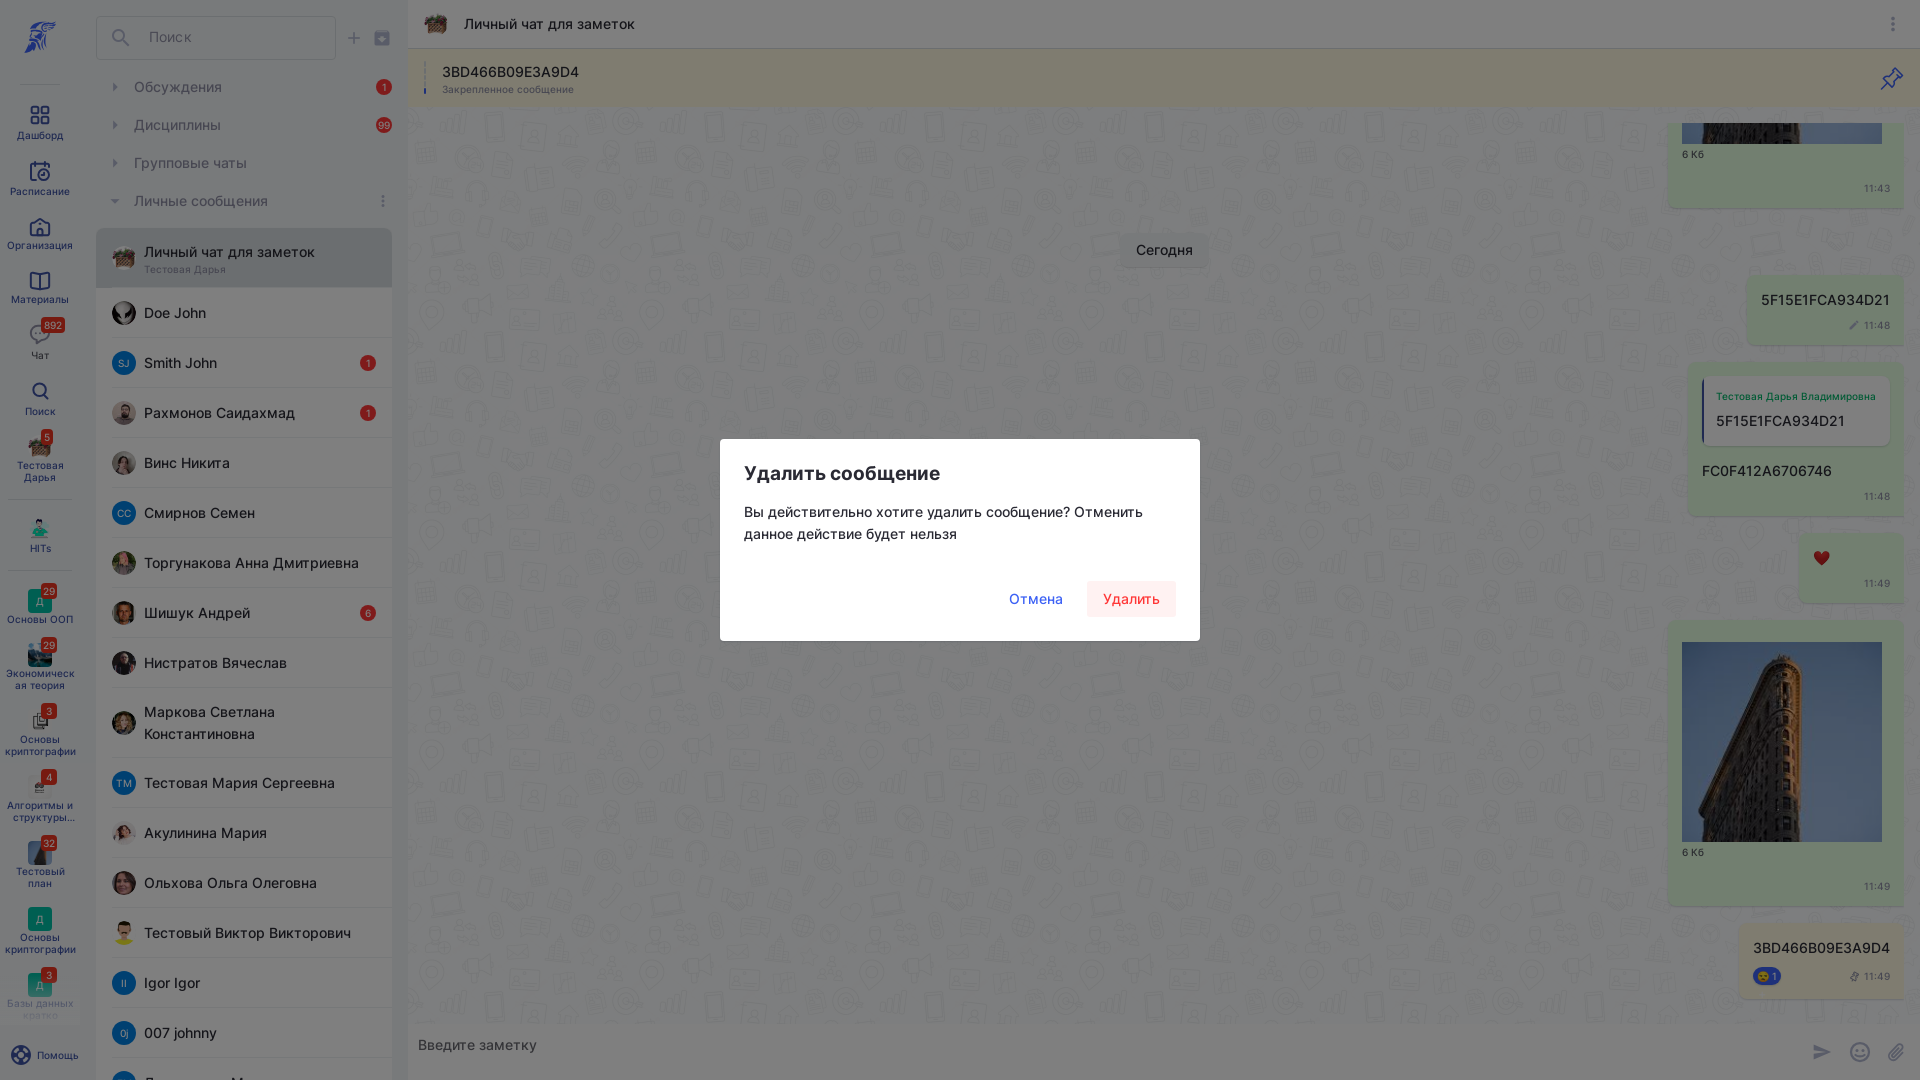 Дашборд
Расписание
Организация
Материалы
892
Чат
Поиск
5
Тестовая
Дарья
HITs
29
Д
Основы ООП
29
Экономическ
ая теория
3
Основы
криптографии
4
Алгоритмы и
структуры...
32
Тестовый
план
Д
Основы
криптографии
3
Д
Базы данных
кратко
Помощь
Поиск
Обсуждения
1
Дисциплины
99
Групповые чаты
Личные сообщения
Личный чат для заметок
Тестовая Дарья
Doe John
SJ
Smith John
1
Рахмонов Саидахмад
1
Винс Никита
СС
Смирнов Семен
Торгунакова Анна Дмитриевна
Шишук Андрей
6
Нистратов Вячеслав
Маркова Светлана
Константиновна
ТМ
Тестовая Мария Сергеевна
Акулинина Мария
Ольхова Ольга Олеговна
Тестовый Виктор Викторович
II
Igor Igor
0j
007 johnny
Личный чат для заметок
3BD466B09E3A9D4
Закрепленное сообщение
6 Кб
11:43
Сегодня
5F15E1FCA934D21
11:48
Тестовая Дарья Владимировна
5F15E1FCA934D21
FC0F412A6706746
11:48
11:49
6 Кб
11:49
3BD466B09E3A9D4
1
11:49
Введите заметку
Удалить сообщение
Вы действительно хотите удалить сообщение? Отменить
данное действие будет нельзя
Отмена
Удалить